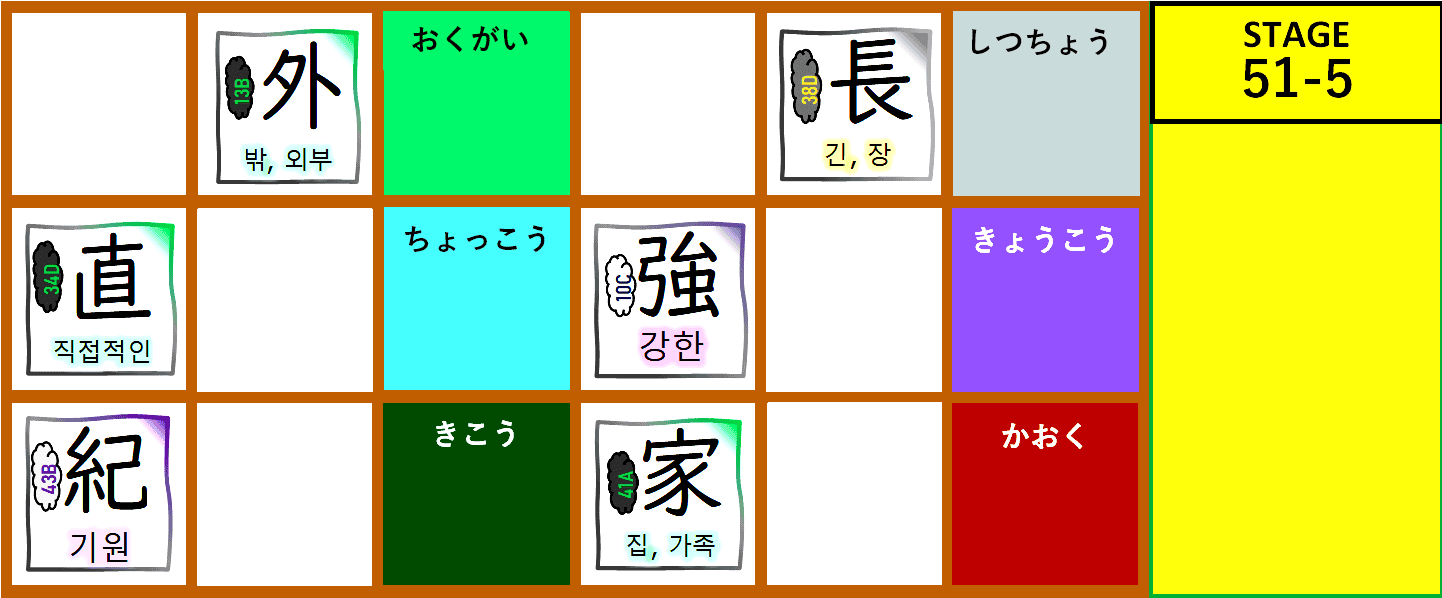 外
13B
밖, 외부
おくがい
長
38D
긴, 장
しつちょう
STAGE
51-5
直
34D
직접적인
ちょっこう
強
10C
강한
きょうこう
紀
43B
기원
きこう
家
41A
집, 가족
かおく